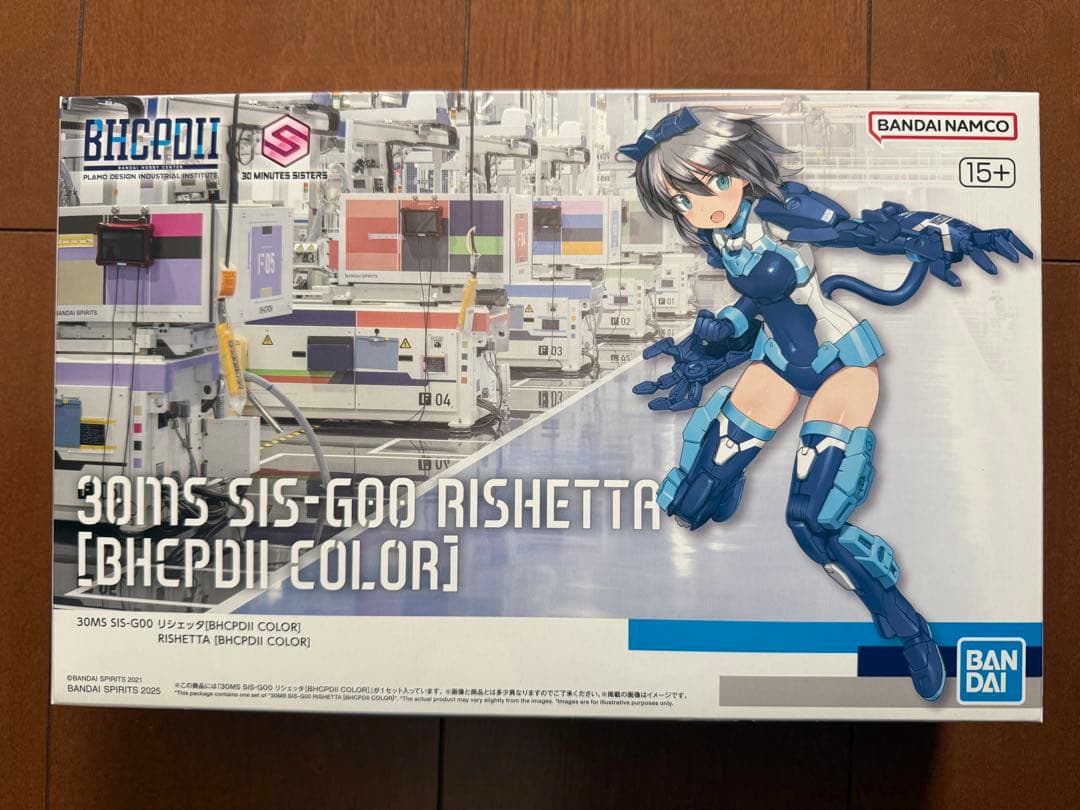 BHCPDII
BANDAI HOBBY CENTER
PLAMO DESIGN INDUSTRIAL INSTITUTE
30 MINUTES SISTERS
BANDAI NAMCO
15+
F 05
BANDAI SPIRITS
BHCPDII
BANDAI SPIRITS
F04
F 01
F 02
F 03
F 04
30MS SIS-G00 RISHETTA
[BHCPDII COLOR]
30MS SIS-G00 リシェッタ[BHCPDII COLOR]
RISHETTA [BHCPDII COLOR]
©BANDAI SPIRITS 2021
BANDAI SPIRITS 2025
※この商品には「30MS SIS-G00 リシェッタ[BHCPDII COLOR]」が1セット入っています。※画像と商品とは多少異なりますのでご了承ください。※掲載の画像はイメージです。
*This package contains one set of "30MS SIS-G00 RISHETTA [BHCPDII COLOR]". *The actual product may vary slightly from the images. *Images are for illustrative purposes only.
BAN
DAI